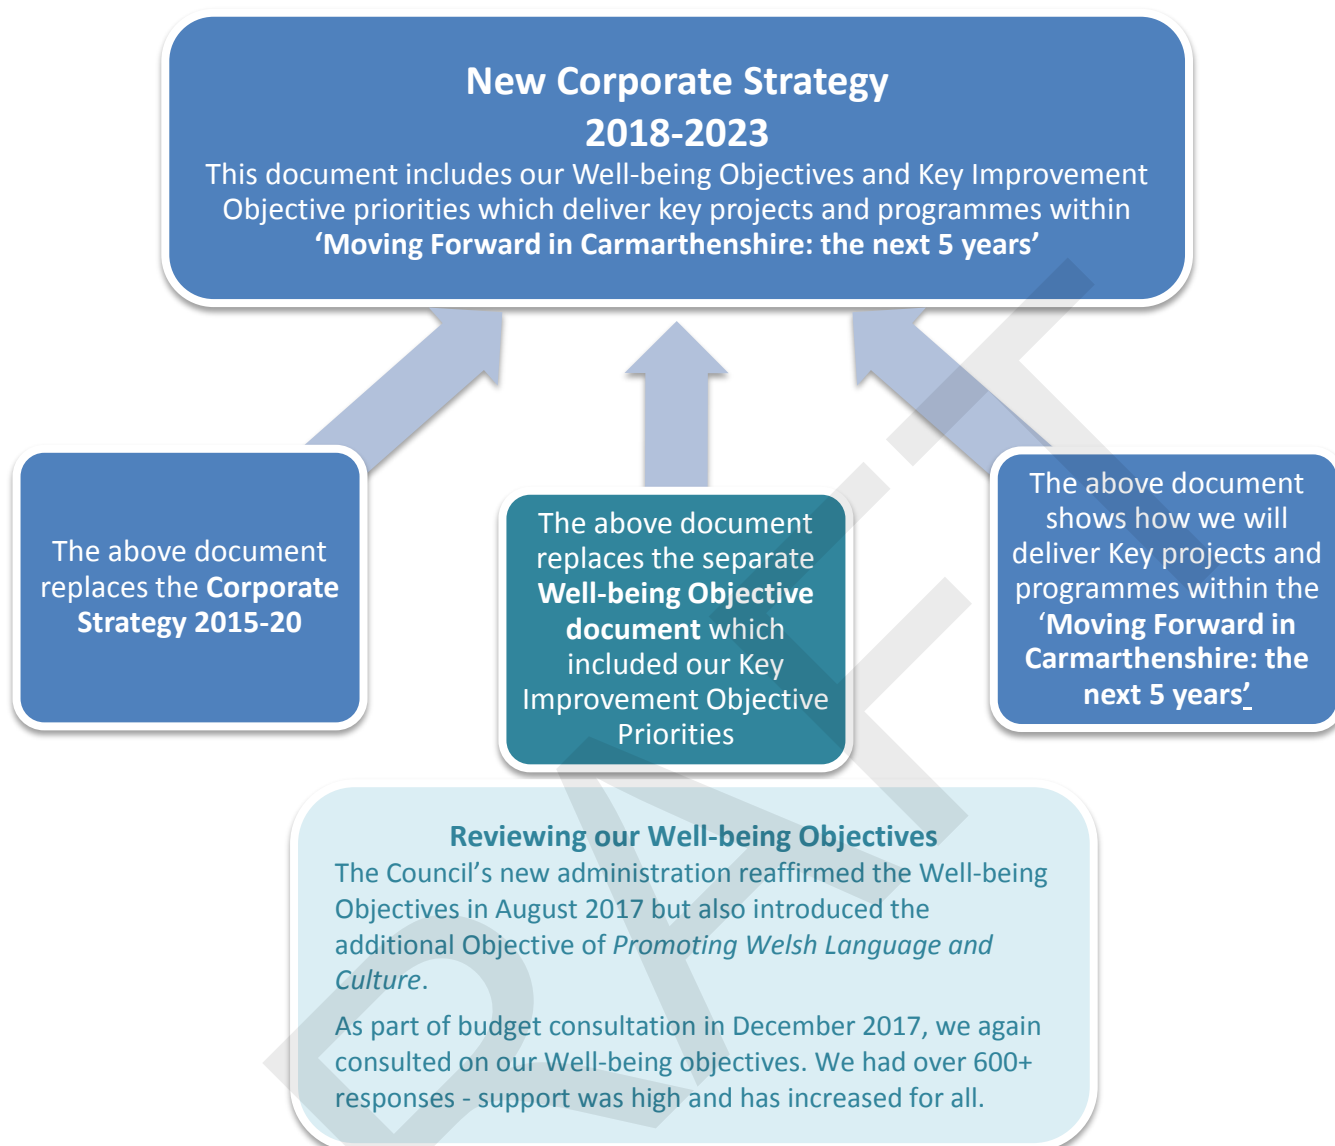 New Corporate Strategy
2018-2023
This document includes our Well-being Objectives and Key Improvement
Objective priorities which deliver key projects and programmes within
‘Moving Forward in Carmarthenshire: the next 5 years’
The above document
replaces the Corporate
Strategy 2015-20
The above document
replaces the separate
Well-being Objective
document which
included our Key
Improvement Objective
Priorities
The above document
shows how we will
deliver Key projects and
programmes within the
‘Moving Forward in
Carmarthenshire: the
next 5 years’
Reviewing our Well-being Objectives
The Council’s new administration reaffirmed the Well-being
Objectives in August 2017 but also introduced the
additional Objective of Promoting Welsh Language and
Culture.
As part of budget consultation in December 2017, we again
consulted on our Well-being objectives. We had over 600+
responses - support was high and has increased for all.
DRAFT